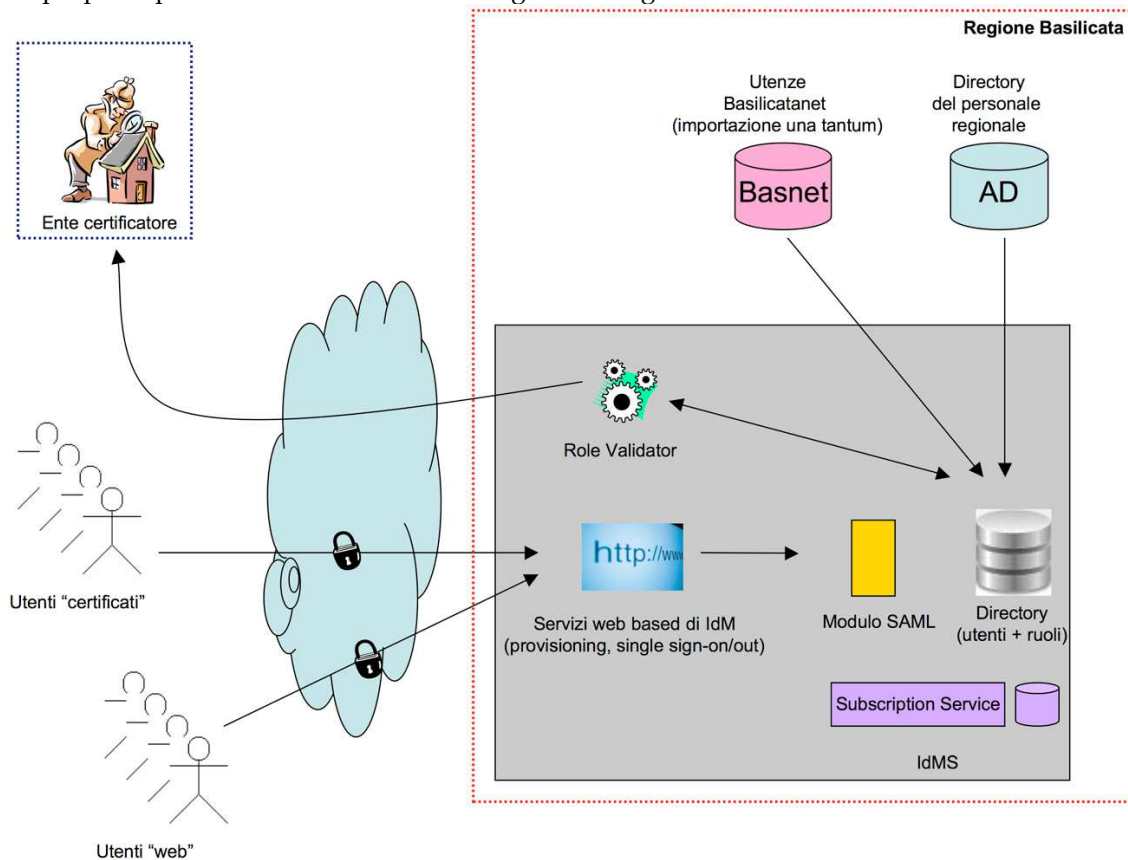 Regione Basilicata
Utenze
Basilicatanet
(importazione una tantum)
Directory
del personale
regionale
Basnet
AD
Ente certificatore
Role Validator
http://www
Utenti “certificati”
Servizi web based di IdM
(provisioning, single sign-on/out)
Modulo SAML
Directory
(utenti + ruoli)
Subscription Service
IdMS
Utenti “web”